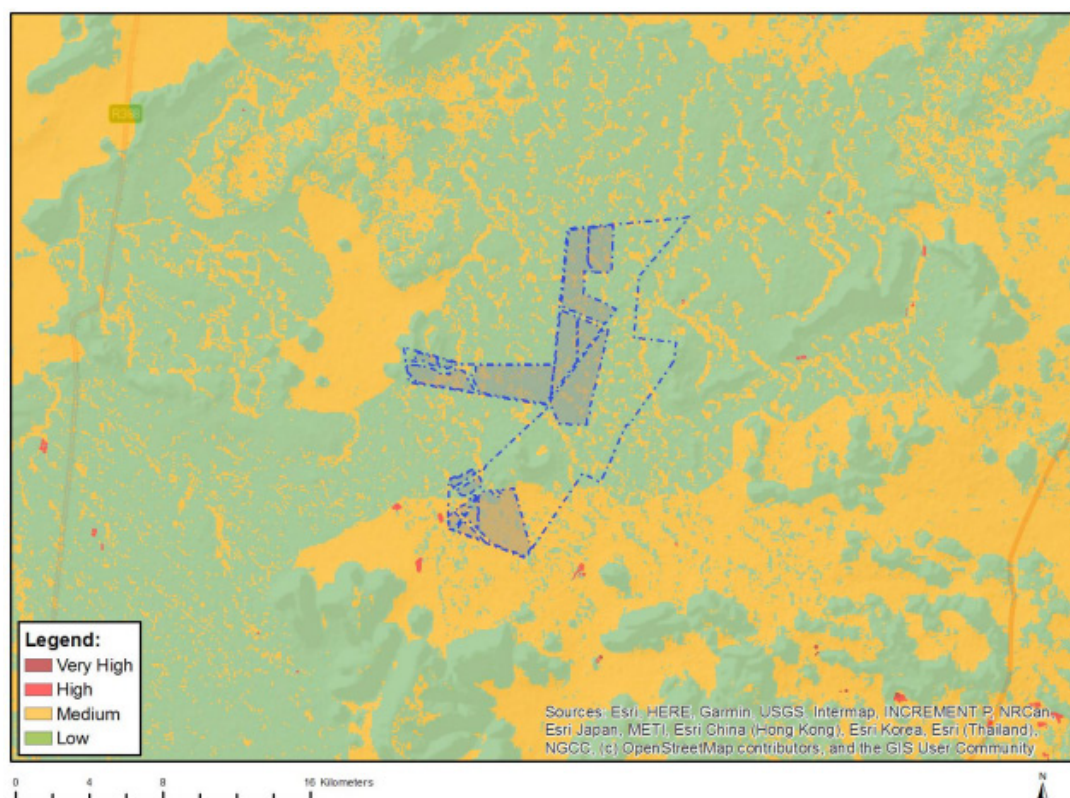 Legend:
Very High
High
Medium
Low
Sources: Esri, HERE, Garmin, USGS, Intermap, INCREMENT P, NRCan,
Esri Japan, METI, Esri China (Hong Kong), Esri Korea, Esri (Thailand),
NGCC, (c) OpenStreetMap contributors, and the GIS User Community
0 4 8 16 Kilometers
N